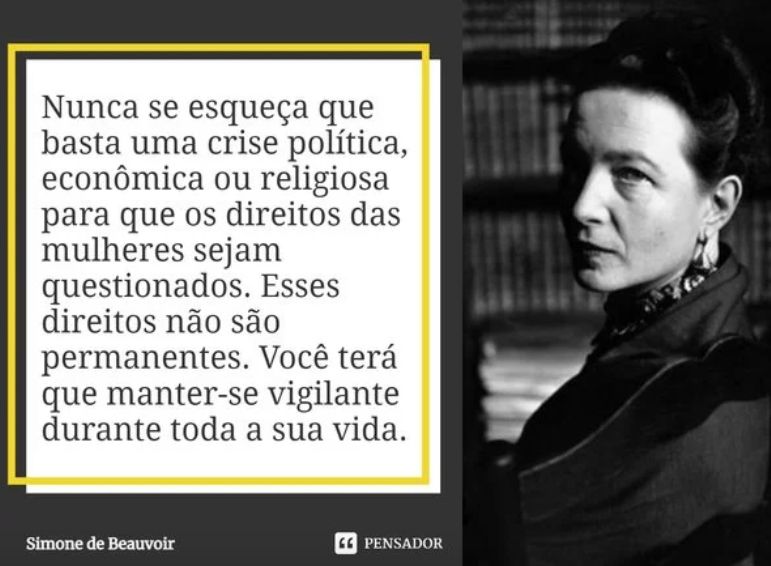 Nunca se esqueça que
basta uma crise política,
econômica ou religiosa
para que os direitos das
mulheres sejam
questionados. Esses
direitos não são
permanentes. Você terá
que manter-se vigilante
durante toda a sua vida.
Simone de Beauvoir
PENSADOR